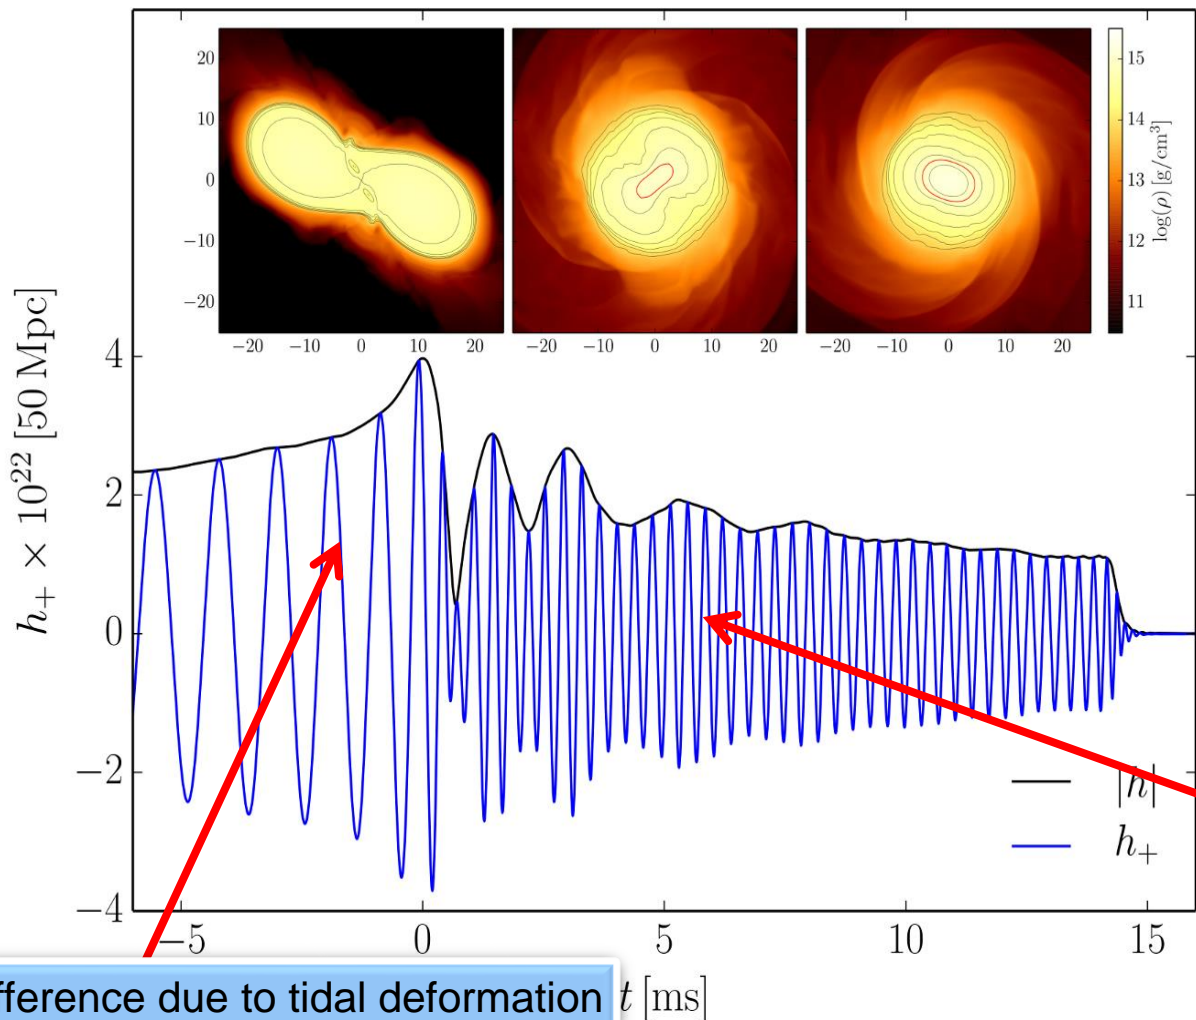 20
10
0
−10
−20
−20 −10 0 10 20
−20 −10 0 10 20
−20 −10 0 10 20
15
14
13
12
11
log(ρ) [g/cm³]
h₊ × 10²² [50 Mpc]
4
2
0
−2
−4
|h|
h₊
−5 0 5 10 15
t [ms]
difference due to tidal deformation